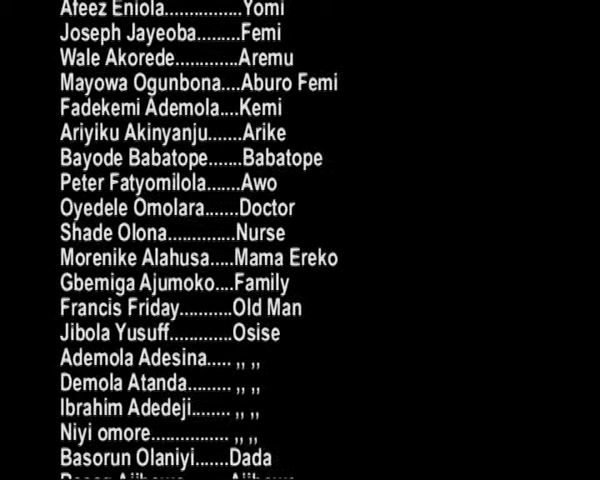 Afeez Eniola...............Yomi
Joseph Jayeoba.........Femi
Wale Akorede.............Aremu
Mayowa Ogunbona....Aburo Femi
Fadekemi Ademola....Kemi
Ariyiku Akinyanju.......Arike
Bayode Babatope.......Babatope
Peter Fatyomilola.......Awo
Oyedele Omolara.......Doctor
Shade Olona..............Nurse
Morenike Alahusa.....Mama Ereko
Gbemiga Ajumoko....Family
Francis Friday...........Old Man
Jibola Yusuff.............Osise
Ademola Adesina..... ,, ,,
Demola Atanda......... ,, ,,
Ibrahim Adedeji........ ,, ,,
Niyi omore................ ,, ,,
Basorun Olaniyi.......Dada